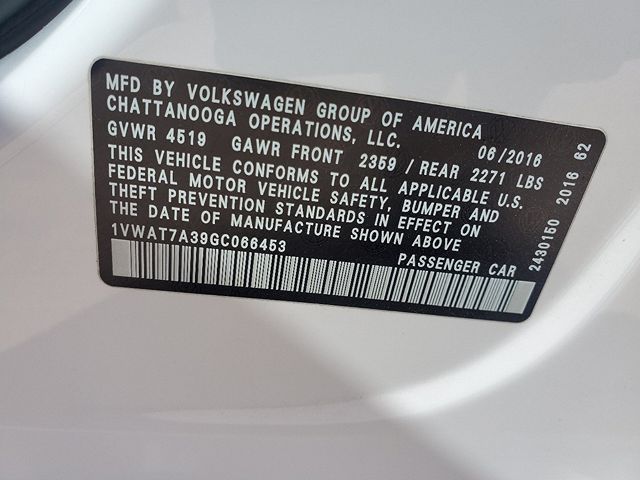 MFD BY VOLKSWAGEN GROUP OF AMERICA
CHATTANOOGA OPERATIONS, LLC.
06/2016
GVWR 4519 GAWR FRONT 2359 / REAR 2271 LBS
THIS VEHICLE CONFORMS TO ALL APPLICABLE U.S.
FEDERAL MOTOR VEHICLE SAFETY, BUMPER AND
THEFT PREVENTION STANDARDS IN EFFECT ON
THE DATE OF MANUFACTURE SHOWN ABOVE
1VWAT7A39GC066453
PASSENGER CAR
2430150 2016 62